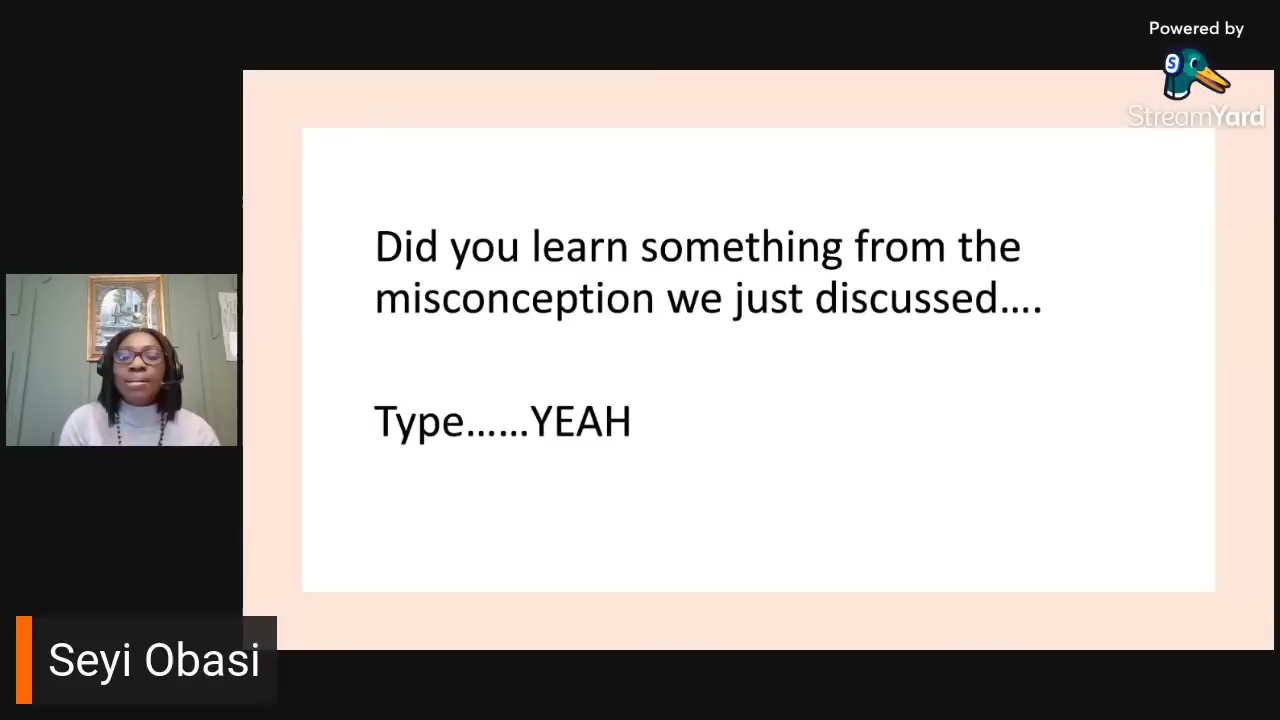 Powered by
S
StreamYard
Did you learn something from the
misconception we just discussed….
Type……YEAH
Seyi Obasi